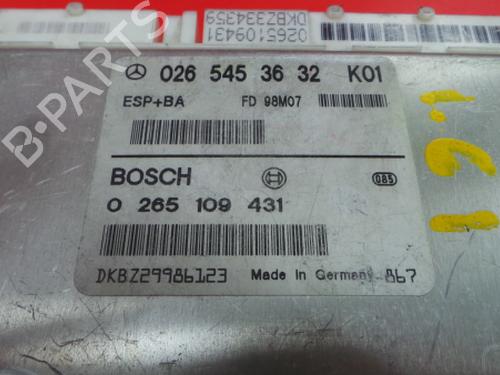 0265109431
DKBZ334359
026 545 36 32 K01
ESP+BA FD 98M07
BOSCH 085
0 265 109 431
DKBZ29986123 Made in Germany 867
B-PARTS